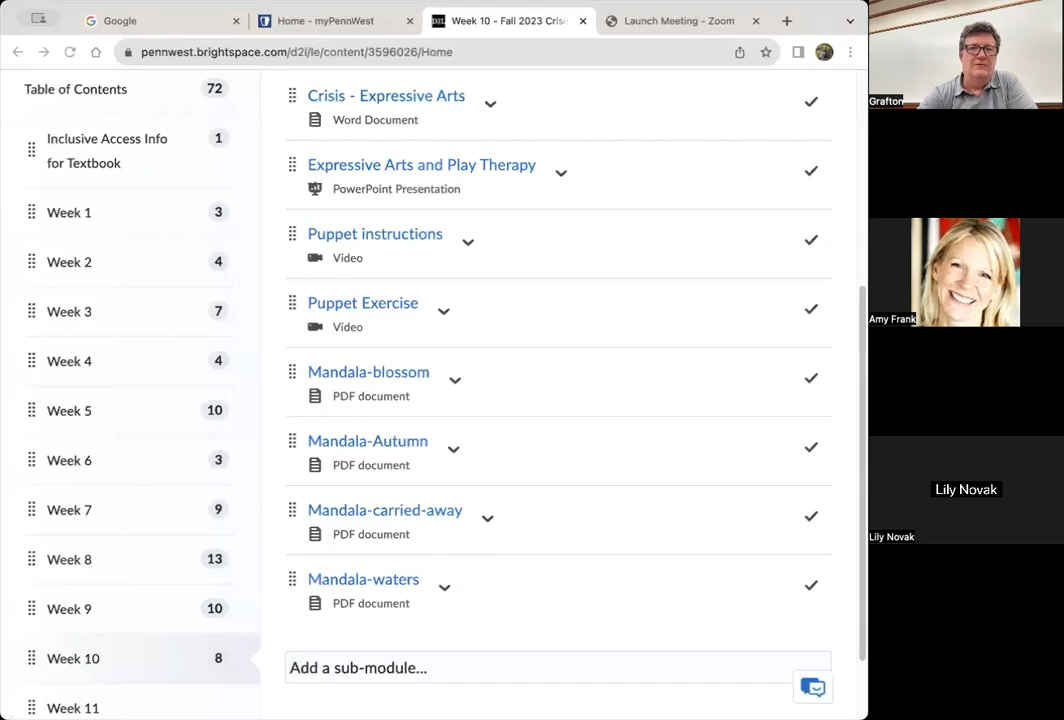 Google
Home - myPennWest
D2L
Week 10 - Fall 2023 Cris
Launch Meeting - Zoom
pennwest.brightspace.com/d2l/le/content/3596026/Home
Table of Contents
72
Inclusive Access Info
for Textbook
1
Week 1
3
Week 2
4
Week 3
7
Week 4
4
Week 5
10
Week 6
3
Week 7
9
Week 8
13
Week 9
10
Week 10
8
Week 11
Crisis - Expressive Arts
Word Document
Expressive Arts and Play Therapy
PowerPoint Presentation
Puppet instructions
Video
Puppet Exercise
Video
Mandala-blossom
PDF document
Mandala-Autumn
PDF document
Mandala-carried-away
PDF document
Mandala-waters
PDF document
Add a sub-module...
Grafton
Amy Frank
Lily Novak
Lily Novak